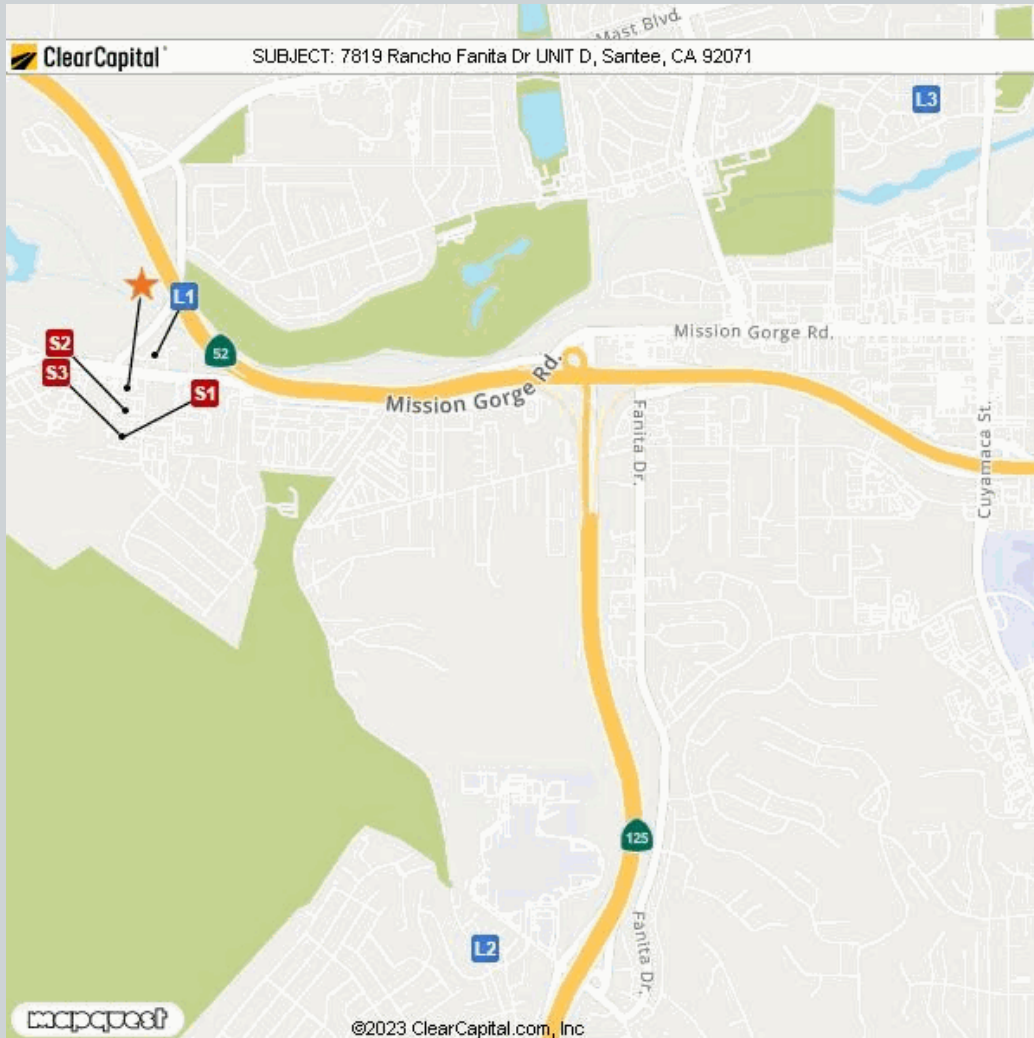 Mast Blvd.
ClearCapital
SUBJECT: 7819 Rancho Fanita Dr UNIT D, Santee, CA 92071
L3
L1
S2
52
Mission Gorge Rd.
S3
S1
Mission Gorge Rd.
Fanita Dr.
Cuyamaca St.
125
Fanita Dr.
L2
mapquest
©2023 ClearCapital.com, Inc